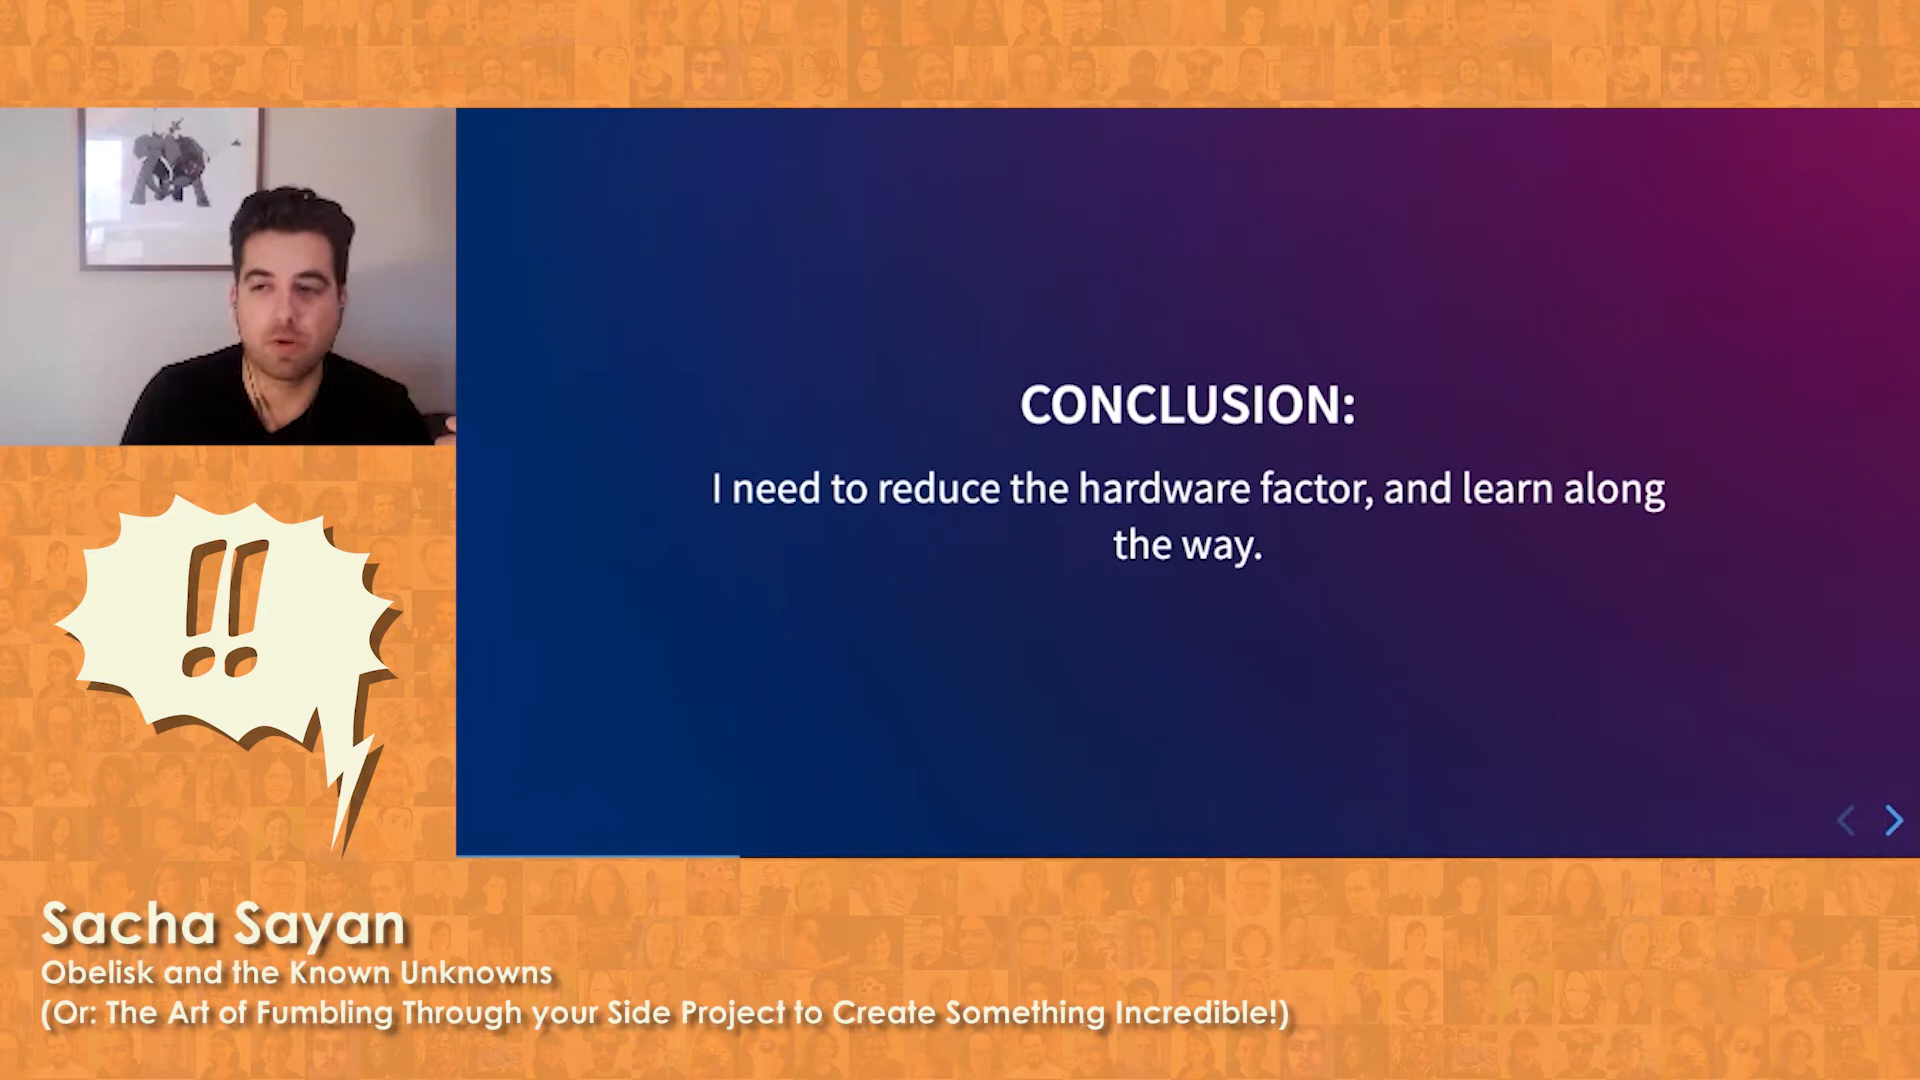 CONCLUSION:
I need to reduce the hardware factor, and learn along
the way.
!!
Sacha Sayan
Obelisk and the Known Unknowns
(Or: The Art of Fumbling Through your Side Project to Create Something Incredible!)